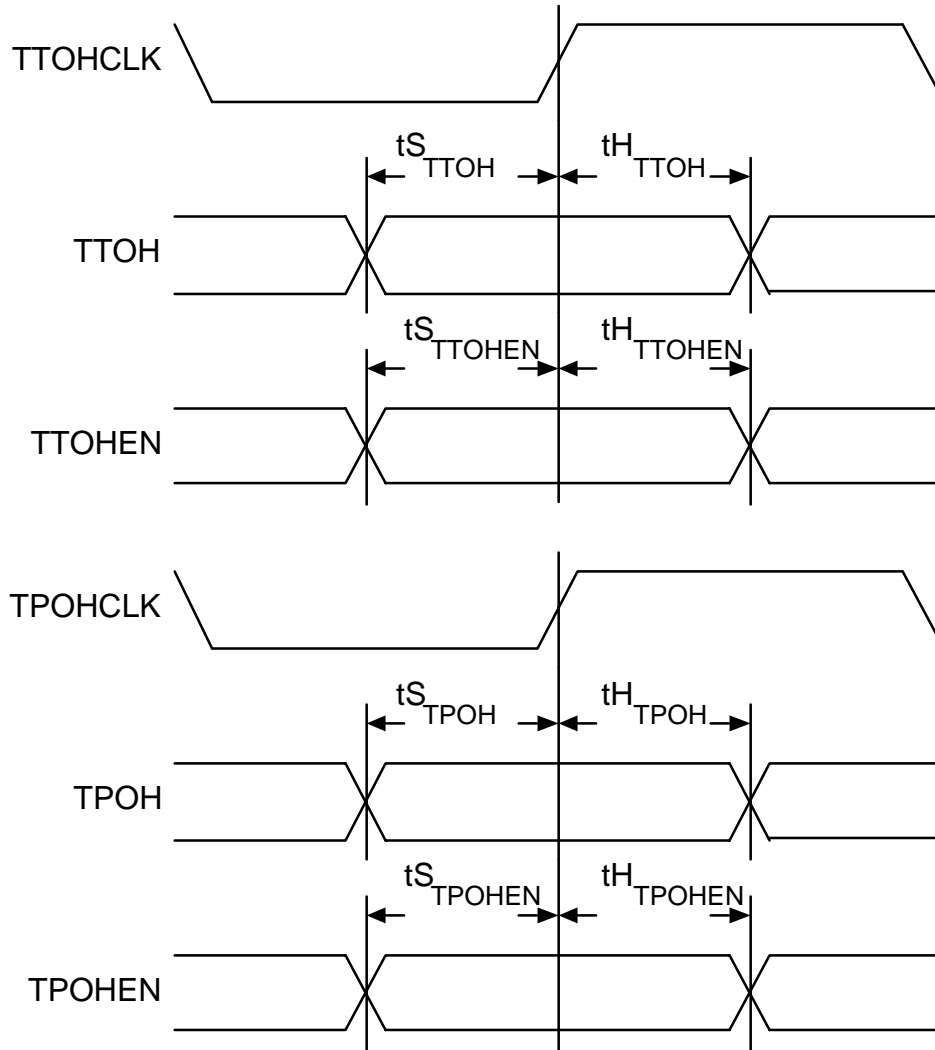 TTOHCLK
tS TTOH tH TTOH
TTOH
tS TTOHEN tH TTOHEN
TTOHEN
TPOHCLK
tS TPOH tH TPOH
TPOH
tS TPOHEN tH TPOHEN
TPOHEN